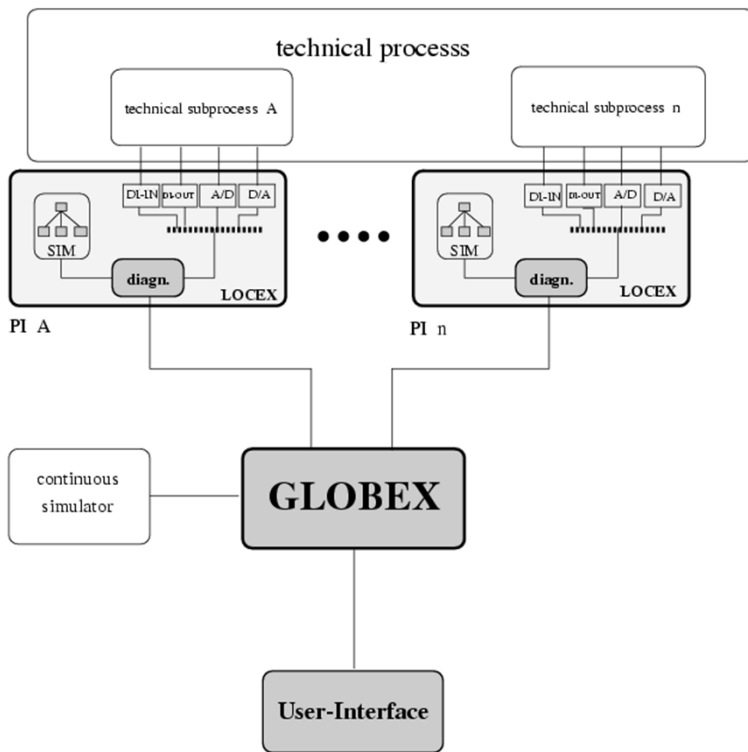 technical processs
technical subprocess A
technical subprocess n
DI-IN DI-OUT A/D D/A
DI-IN DI-OUT A/D D/A
SIM
SIM
diagn.
diagn.
LOCEX
LOCEX
PI A
PI n
continuous
simulator
GLOBEX
User-Interface